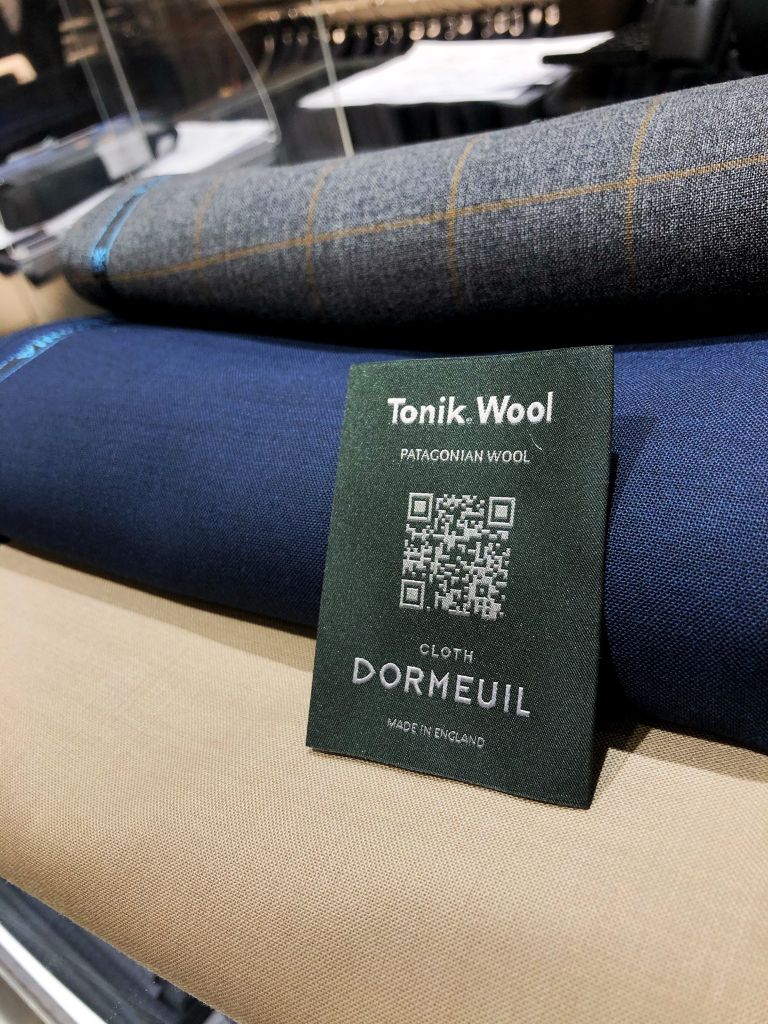 Tonik® Wool
PATAGONIAN WOOL
CLOTH
DORMEUIL
MADE IN ENGLAND